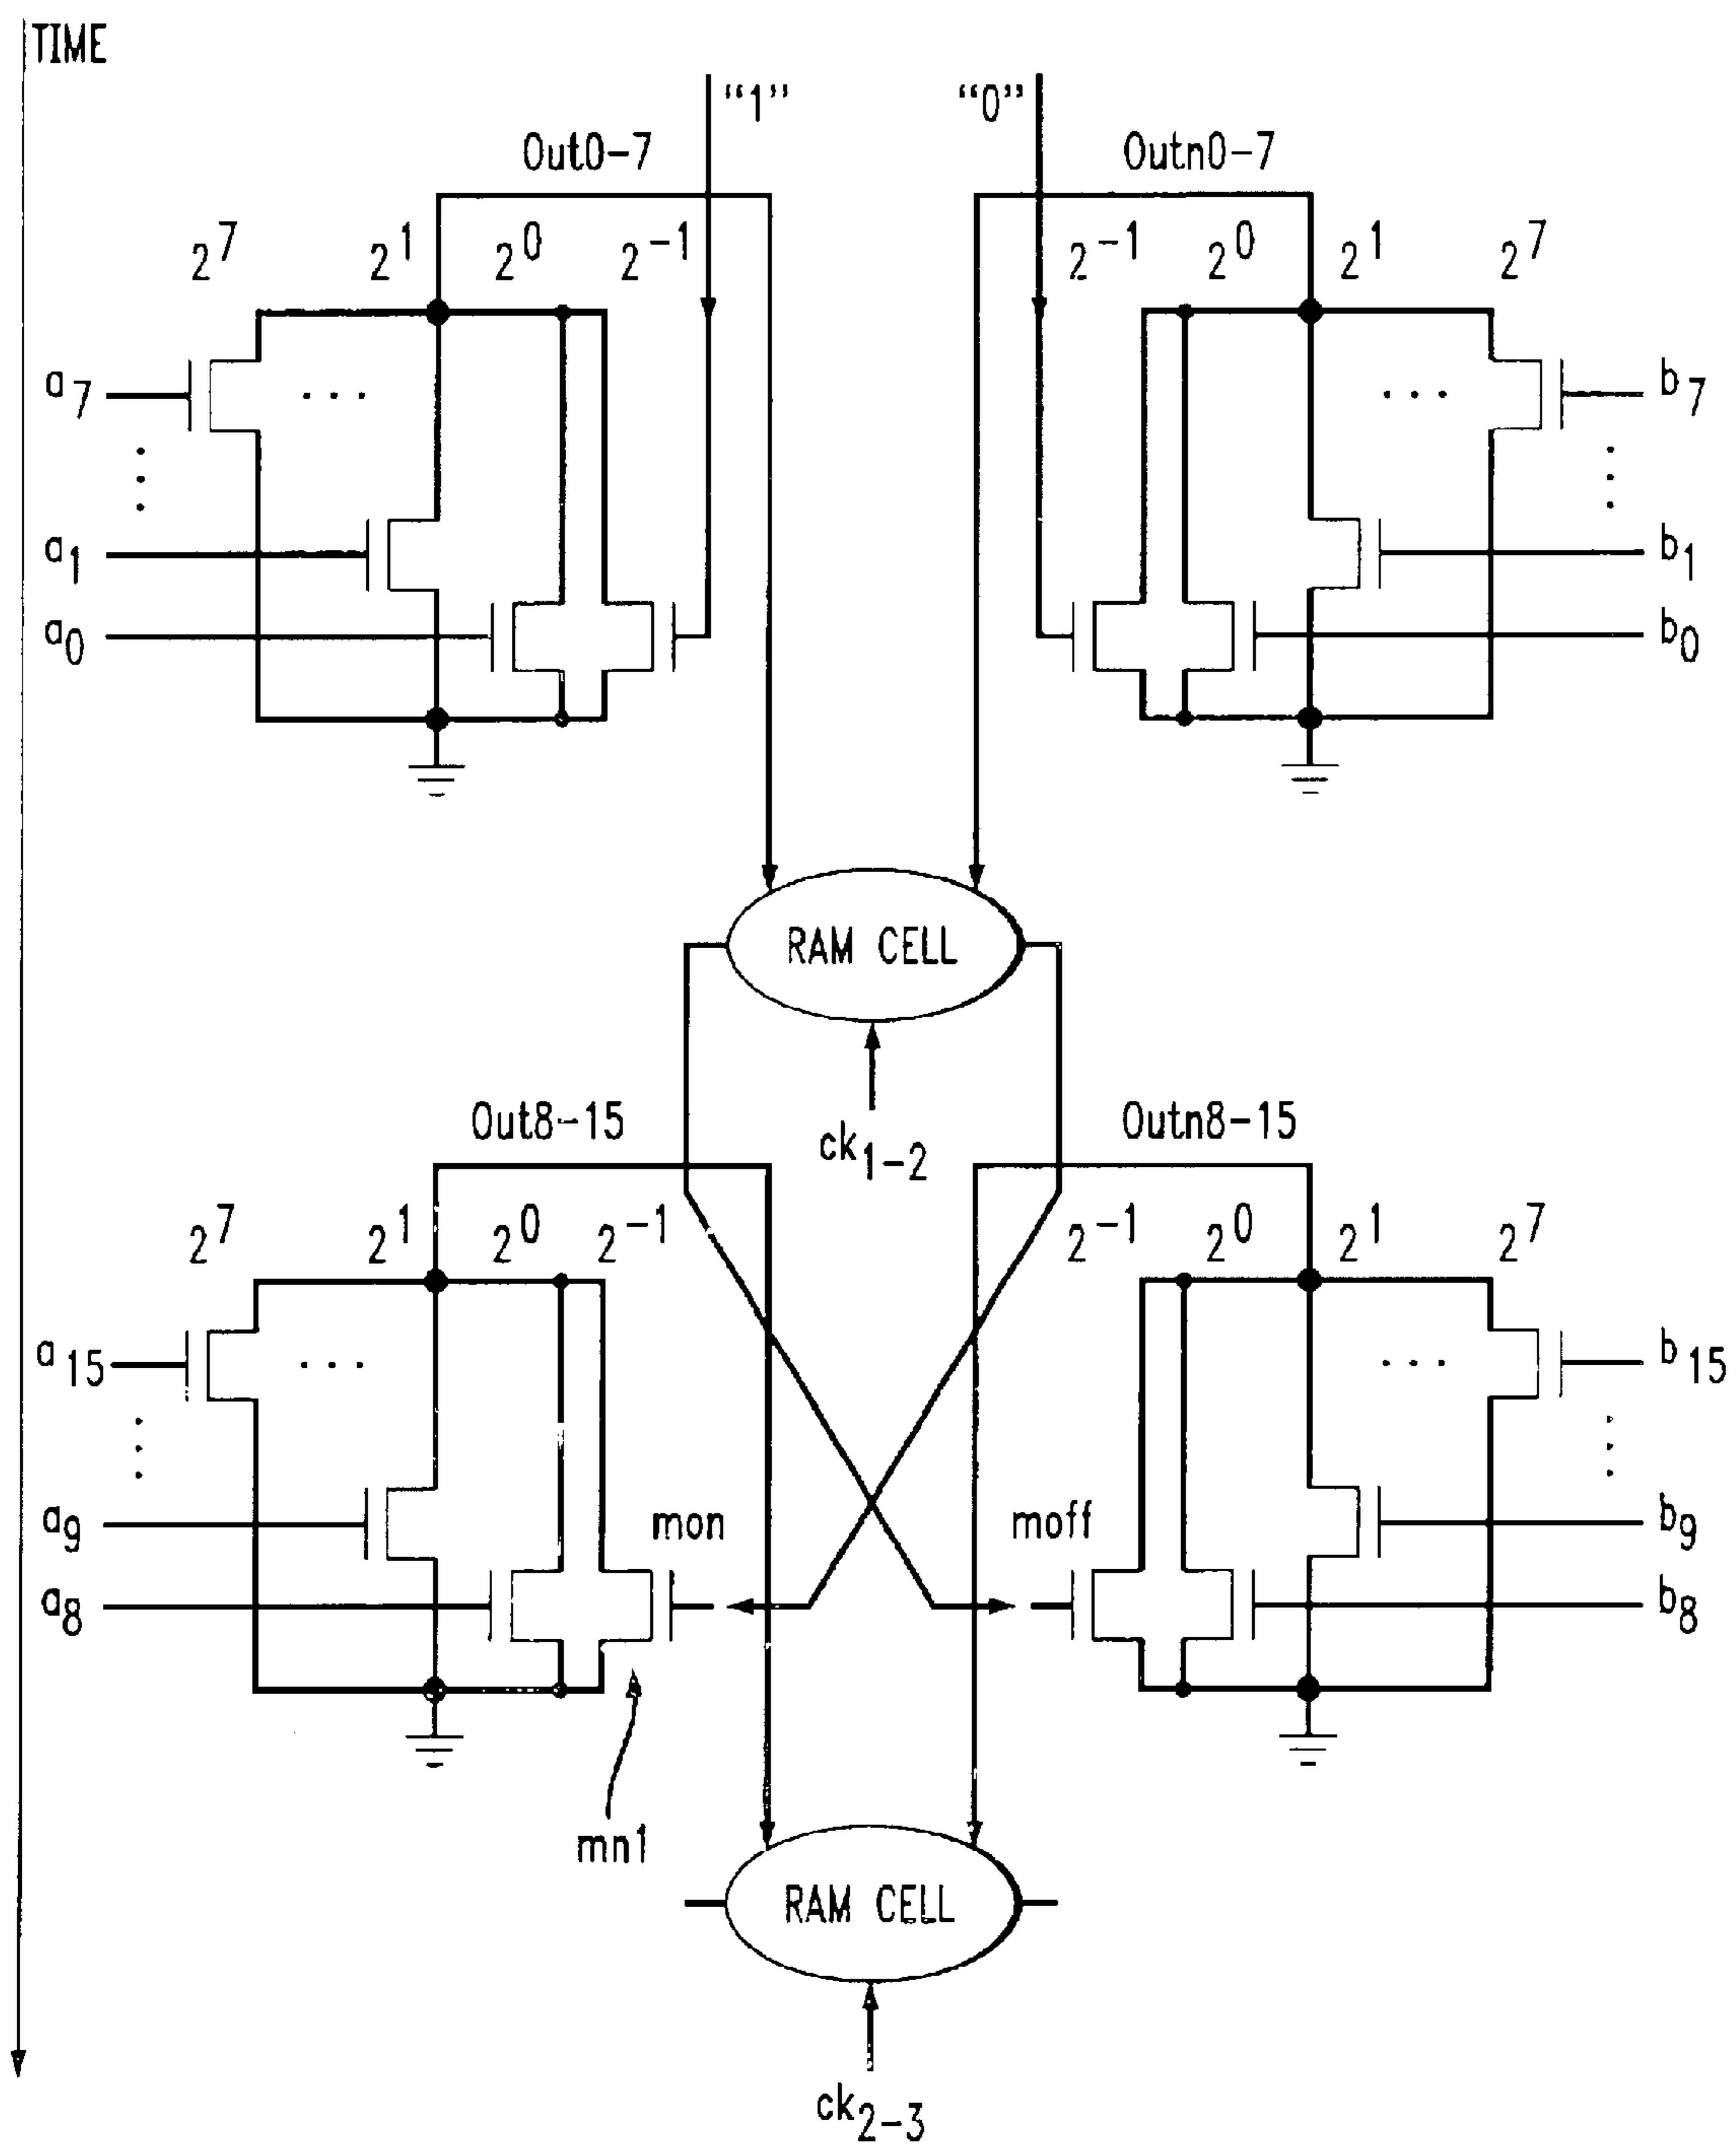 TIME
“1” “0”
Out0-7 Outn0-7
2^7 2^1 2^0 2^-1 2^-1 2^0 2^1 2^7
a7 ... ... b7
a1 b1
a0 b0
RAM CELL
ck1-2
Out8-15 Outn8-15
2^7 2^1 2^0 2^-1 2^-1 2^0 2^1 2^7
a15 ... ... b15
a9 mon moff b9
a8 b8
mn1
RAM CELL
ck2-3